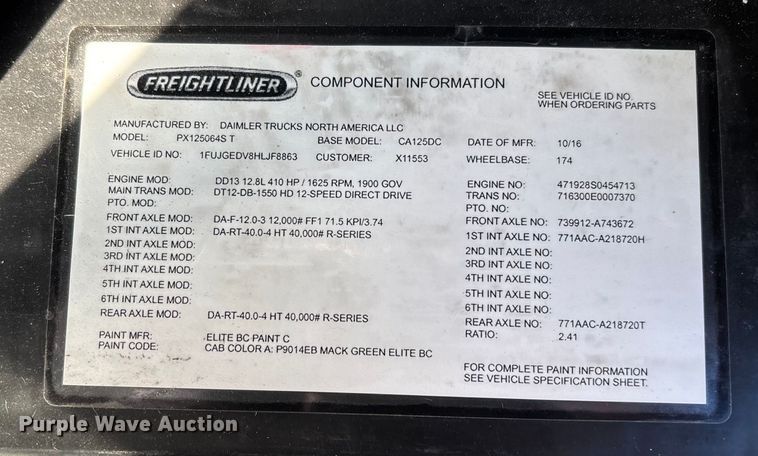 FREIGHTLINER ® COMPONENT INFORMATION
SEE VEHICLE ID NO.
WHEN ORDERING PARTS
MANUFACTURED BY: DAIMLER TRUCKS NORTH AMERICA LLC
MODEL: PX125064S T BASE MODEL: CA125DC DATE OF MFR: 10/16
VEHICLE ID NO: 1FUJGEDV8HLJF8863 CUSTOMER: X11553 WHEELBASE: 174
ENGINE MOD: DD13 12.8L 410 HP / 1625 RPM, 1900 GOV ENGINE NO: 471928S0454713
MAIN TRANS MOD: DT12-DB-1550 HD 12-SPEED DIRECT DRIVE TRANS NO: 716300E0007370
PTO. MOD: PTO. NO:
FRONT AXLE MOD: DA-F-12.0-3 12,000# FF1 71.5 KPI/3.74 FRONT AXLE NO: 739912-A743672
1ST INT AXLE MOD: DA-RT-40.0-4 HT 40,000# R-SERIES 1ST INT AXLE NO: 771AAC-A218720H
2ND INT AXLE MOD: 2ND INT AXLE NO:
3RD INT AXLE MOD: 3RD INT AXLE NO:
4TH INT AXLE MOD: 4TH INT AXLE NO:
5TH INT AXLE MOD: 5TH INT AXLE NO:
6TH INT AXLE MOD: 6TH INT AXLE NO:
REAR AXLE MOD: DA-RT-40.0-4 HT 40,000# R-SERIES REAR AXLE NO: 771AAC-A218720T
RATIO: 2.41
PAINT MFR: ELITE BC PAINT C
PAINT CODE: CAB COLOR A: P9014EB MACK GREEN ELITE BC
FOR COMPLETE PAINT INFORMATION
SEE VEHICLE SPECIFICATION SHEET.
Purple Wave Auction